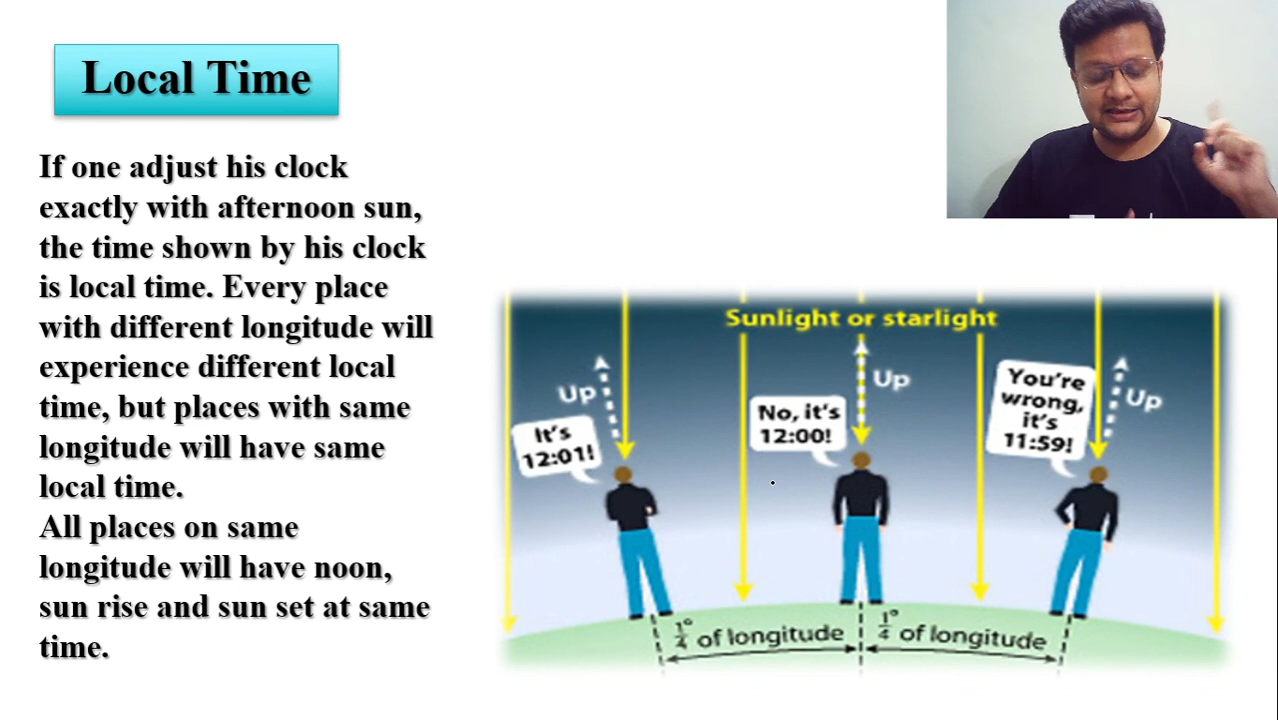 Local Time
If one adjust his clock
exactly with afternoon sun,
the time shown by his clock
is local time. Every place
with different longitude will
experience different local
time, but places with same
longitude will have same
local time.
All places on same
longitude will have noon,
sun rise and sun set at same
time.
Sunlight or starlight
Up
It's
12:01!
Up
No, it's
12:00!
Up
You're
wrong,
it's
11:59!
1/4° of longitude
1/4° of longitude